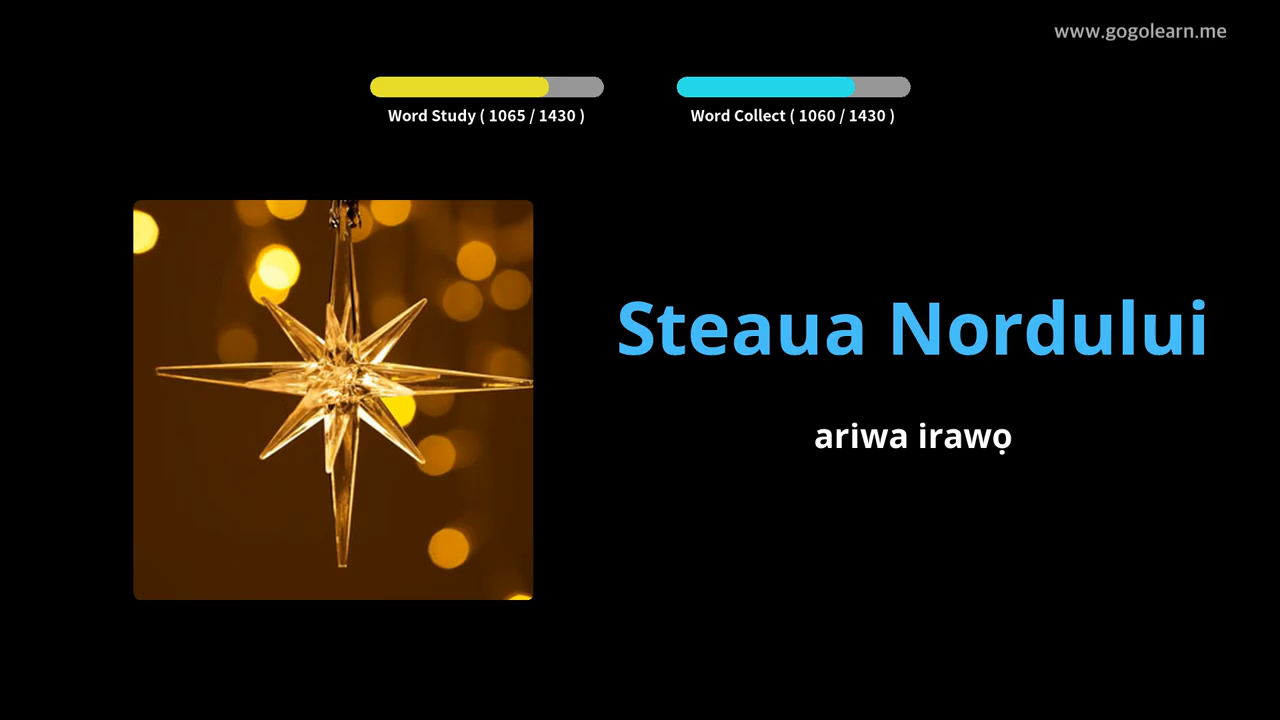 www.gogolearn.me
Word Study ( 1065 / 1430 )
Word Collect ( 1060 / 1430 )
Steaua Nordului
ariwa irawọ